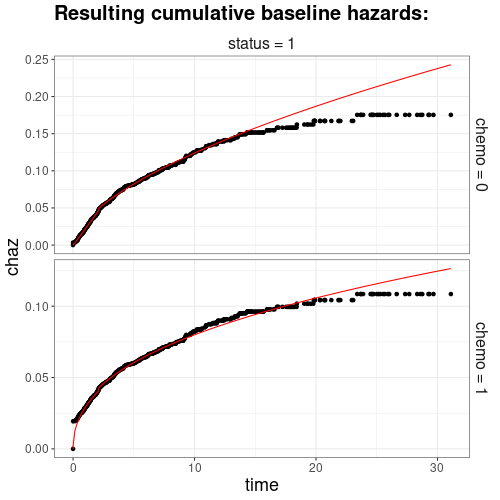 Resulting cumulative baseline hazards:
status = 1
0.25
0.20
0.15
0.10
0.05
0.00
chemo = 0
chaz
0.10
0.05
0.00
chemo = 1
0
10
20
30
time